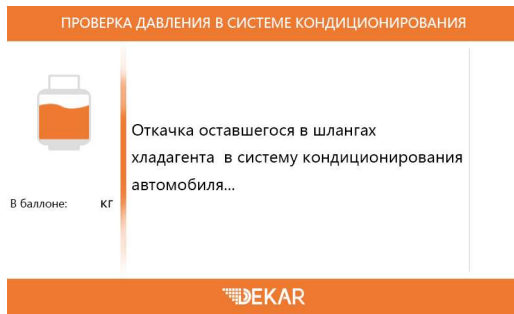 ПРОВЕРКА ДАВЛЕНИЯ В СИСТЕМЕ КОНДИЦИОНИРОВАНИЯ
Откачка оставшегося в шлангах
хладагента в систему кондиционирования
автомобиля...
В баллоне: кг
DEKAR